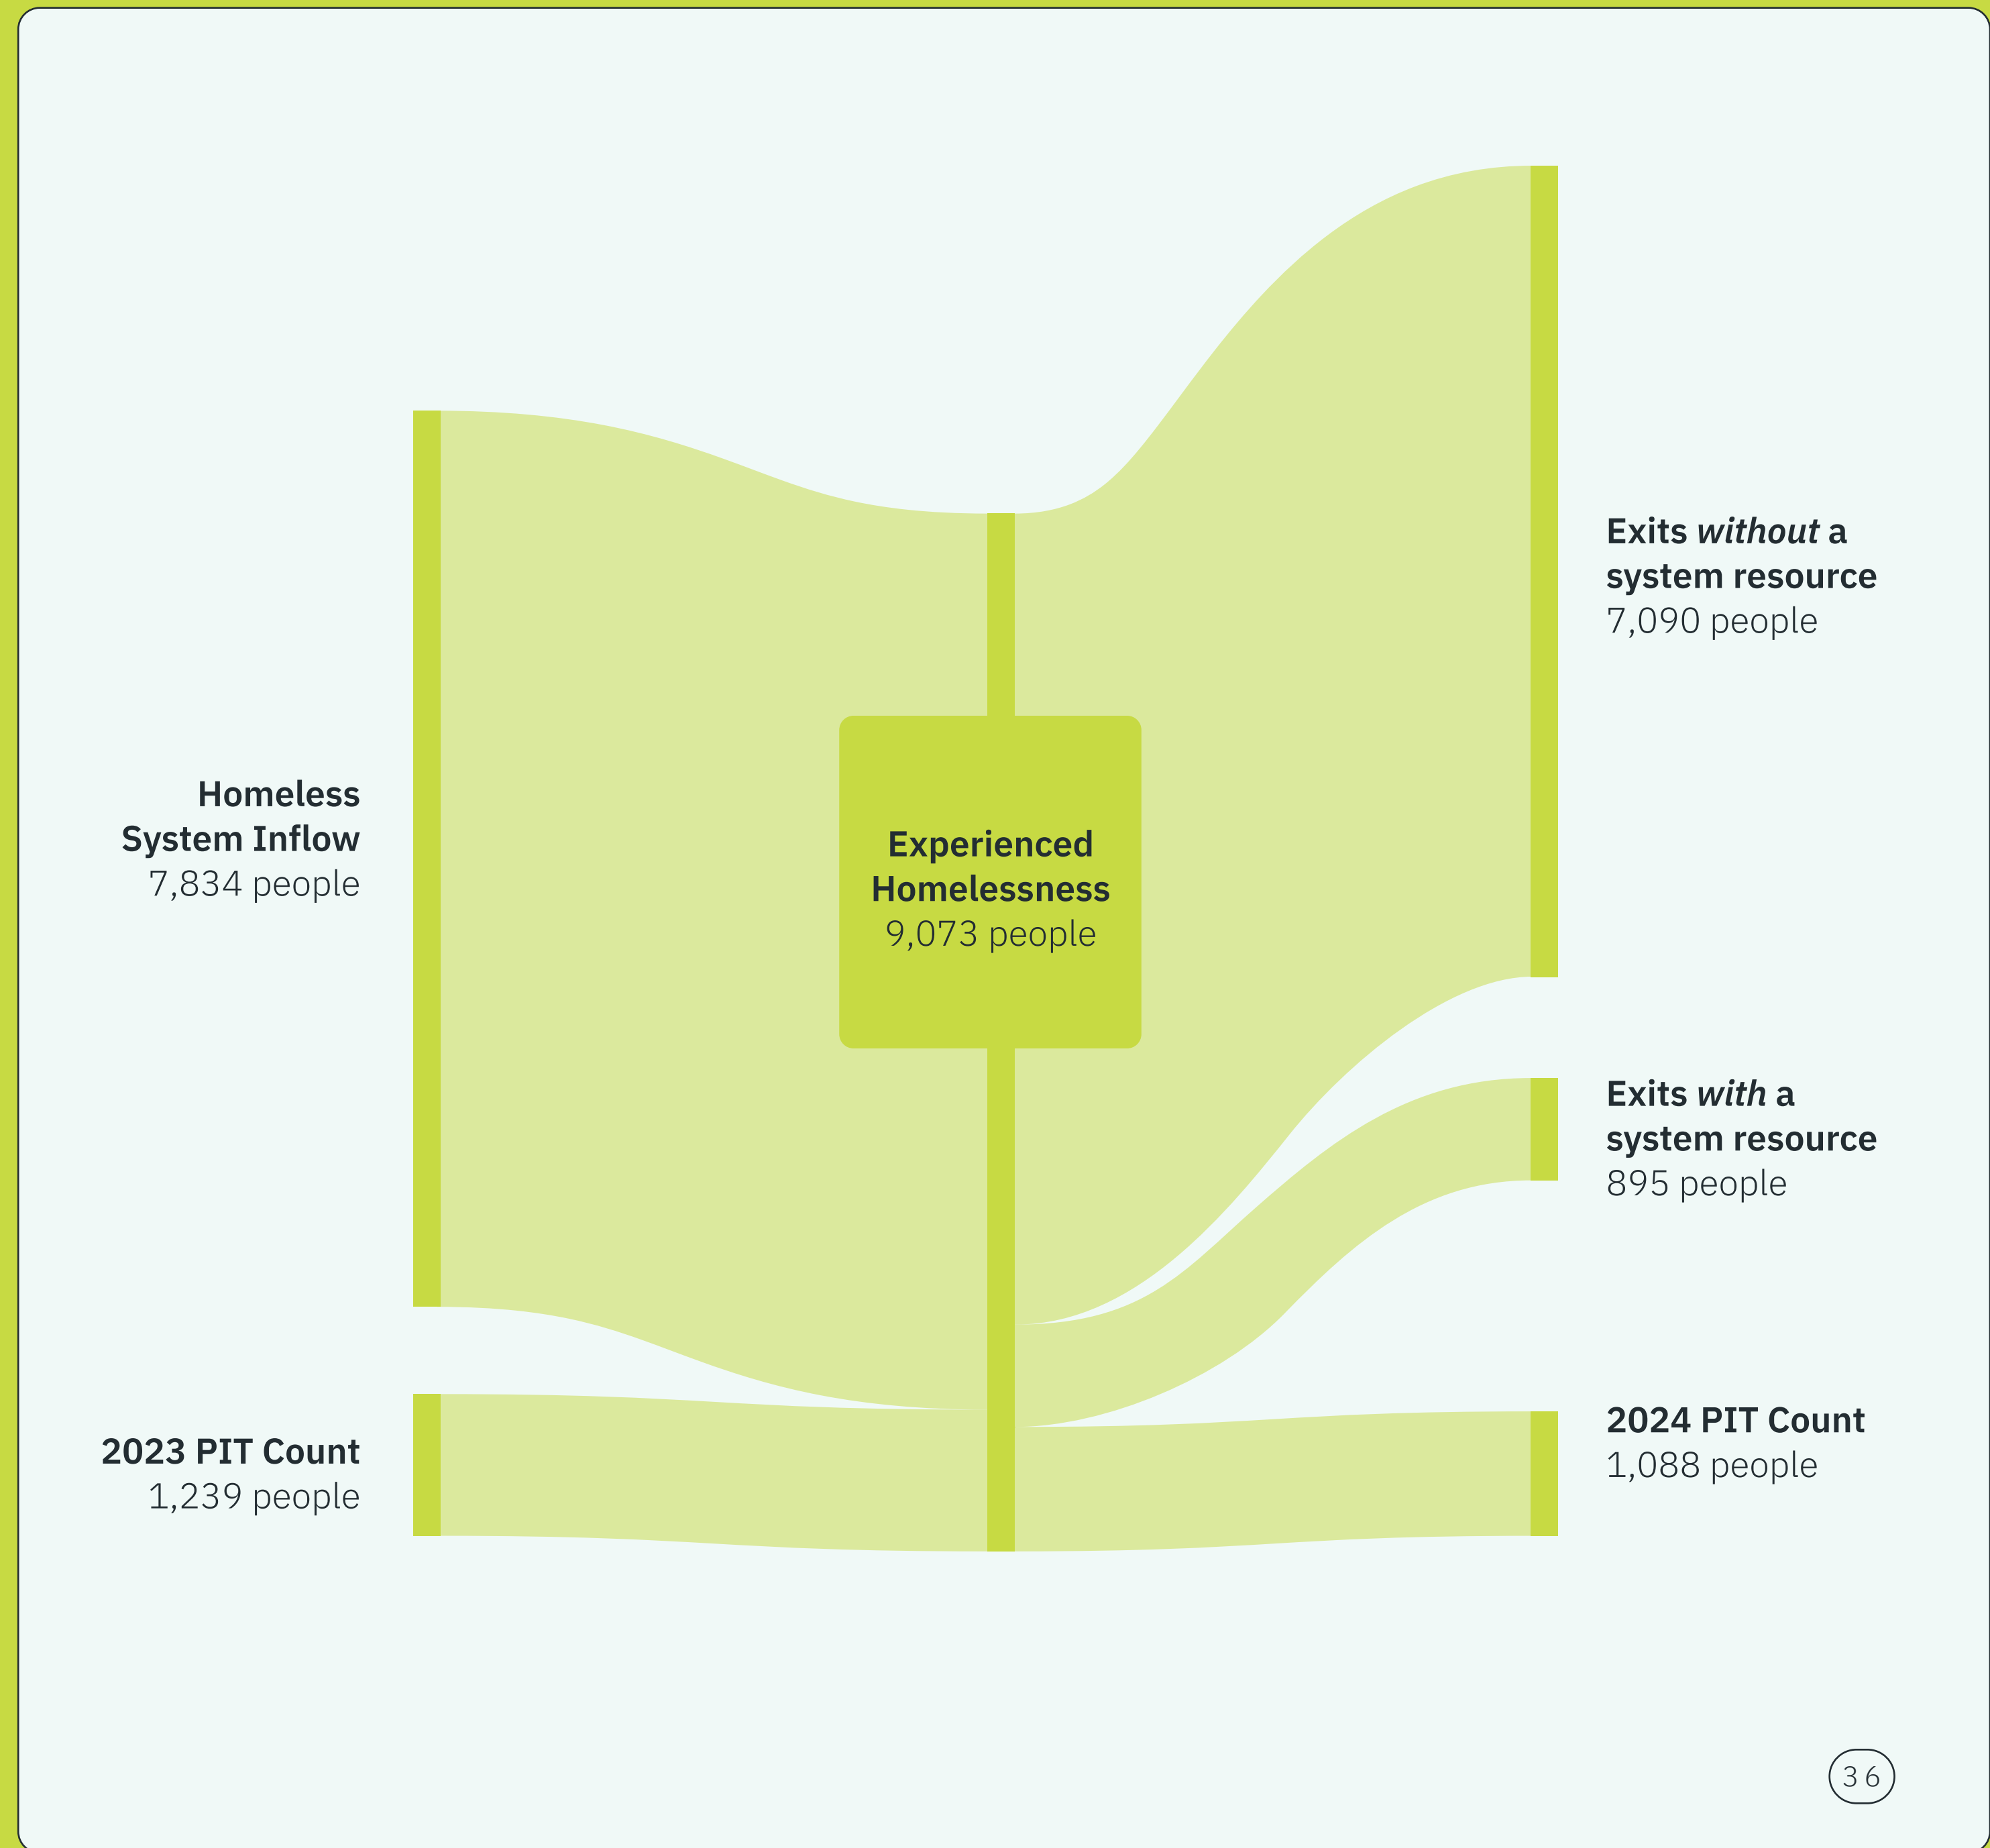 Homeless
System Inflow
7,834 people
2023 PIT Count
1,239 people
Experienced
Homelessness
9,073 people
Exits without a
system resource
7,090 people
Exits with a
system resource
895 people
2024 PIT Count
1,088 people
36